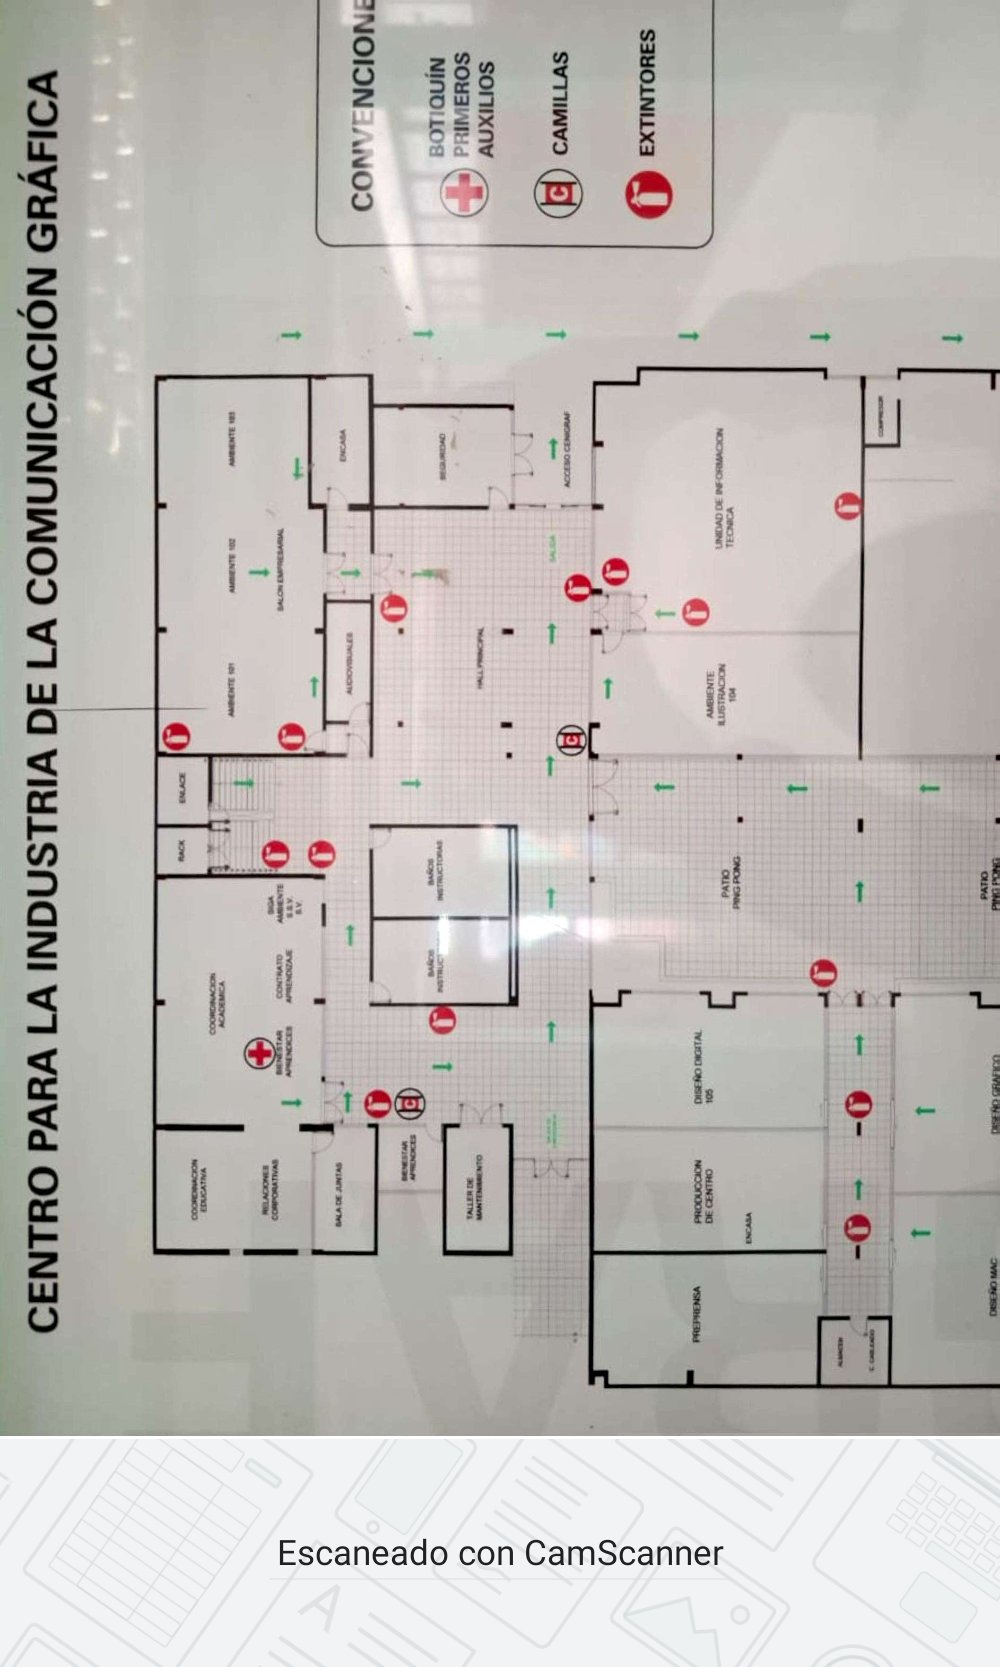 CENTRO PARA LA INDUSTRIA DE LA COMUNICACIÓN GRÁFICA
CONVENCIONE
BOTIQUÍN
PRIMEROS
AUXILIOS
C
CAMILLAS
EXTINTORES
COORDINACION
EDUCATIVA
RELACIONES
CORPORATIVAS
SALA DE JUNTAS
BIENESTAR
APRENDICES
TALLER DE
MANTENIMIENTO
COORDINACION
ACADEMICA
BIENESTAR
APRENDICES
CONTRATO
APRENDIZAJE
SIGA
AMBIENTE
S.S.V.
S.V.
C
RACK
ENLACE
BAÑOS
INSTRUCT
BAÑOS
INSTRUCTORAS
AMBIENTE 101
AMBIENTE 102
AMBIENTE 103
SALON EMPRESARIAL
AUDIOVISUALES
ENCASA
SEGURIDAD
HALL PRINCIPAL
SALIDA
ACCESO CENIGRAF
C
PREPRENSA
PRODUCCION
DE CENTRO
ENCASA
DISEÑO DIGITAL
105
PATIO
PING PONG
AMBIENTE
ILUSTRACION
104
UNIDAD DE INFORMACION
TECNICA
COMPRESOR
ALMACEN
C. CABLEADO
DISEÑO MAC
DISEÑO GRAFICO
PATIO
PING PONG
Escaneado con CamScanner